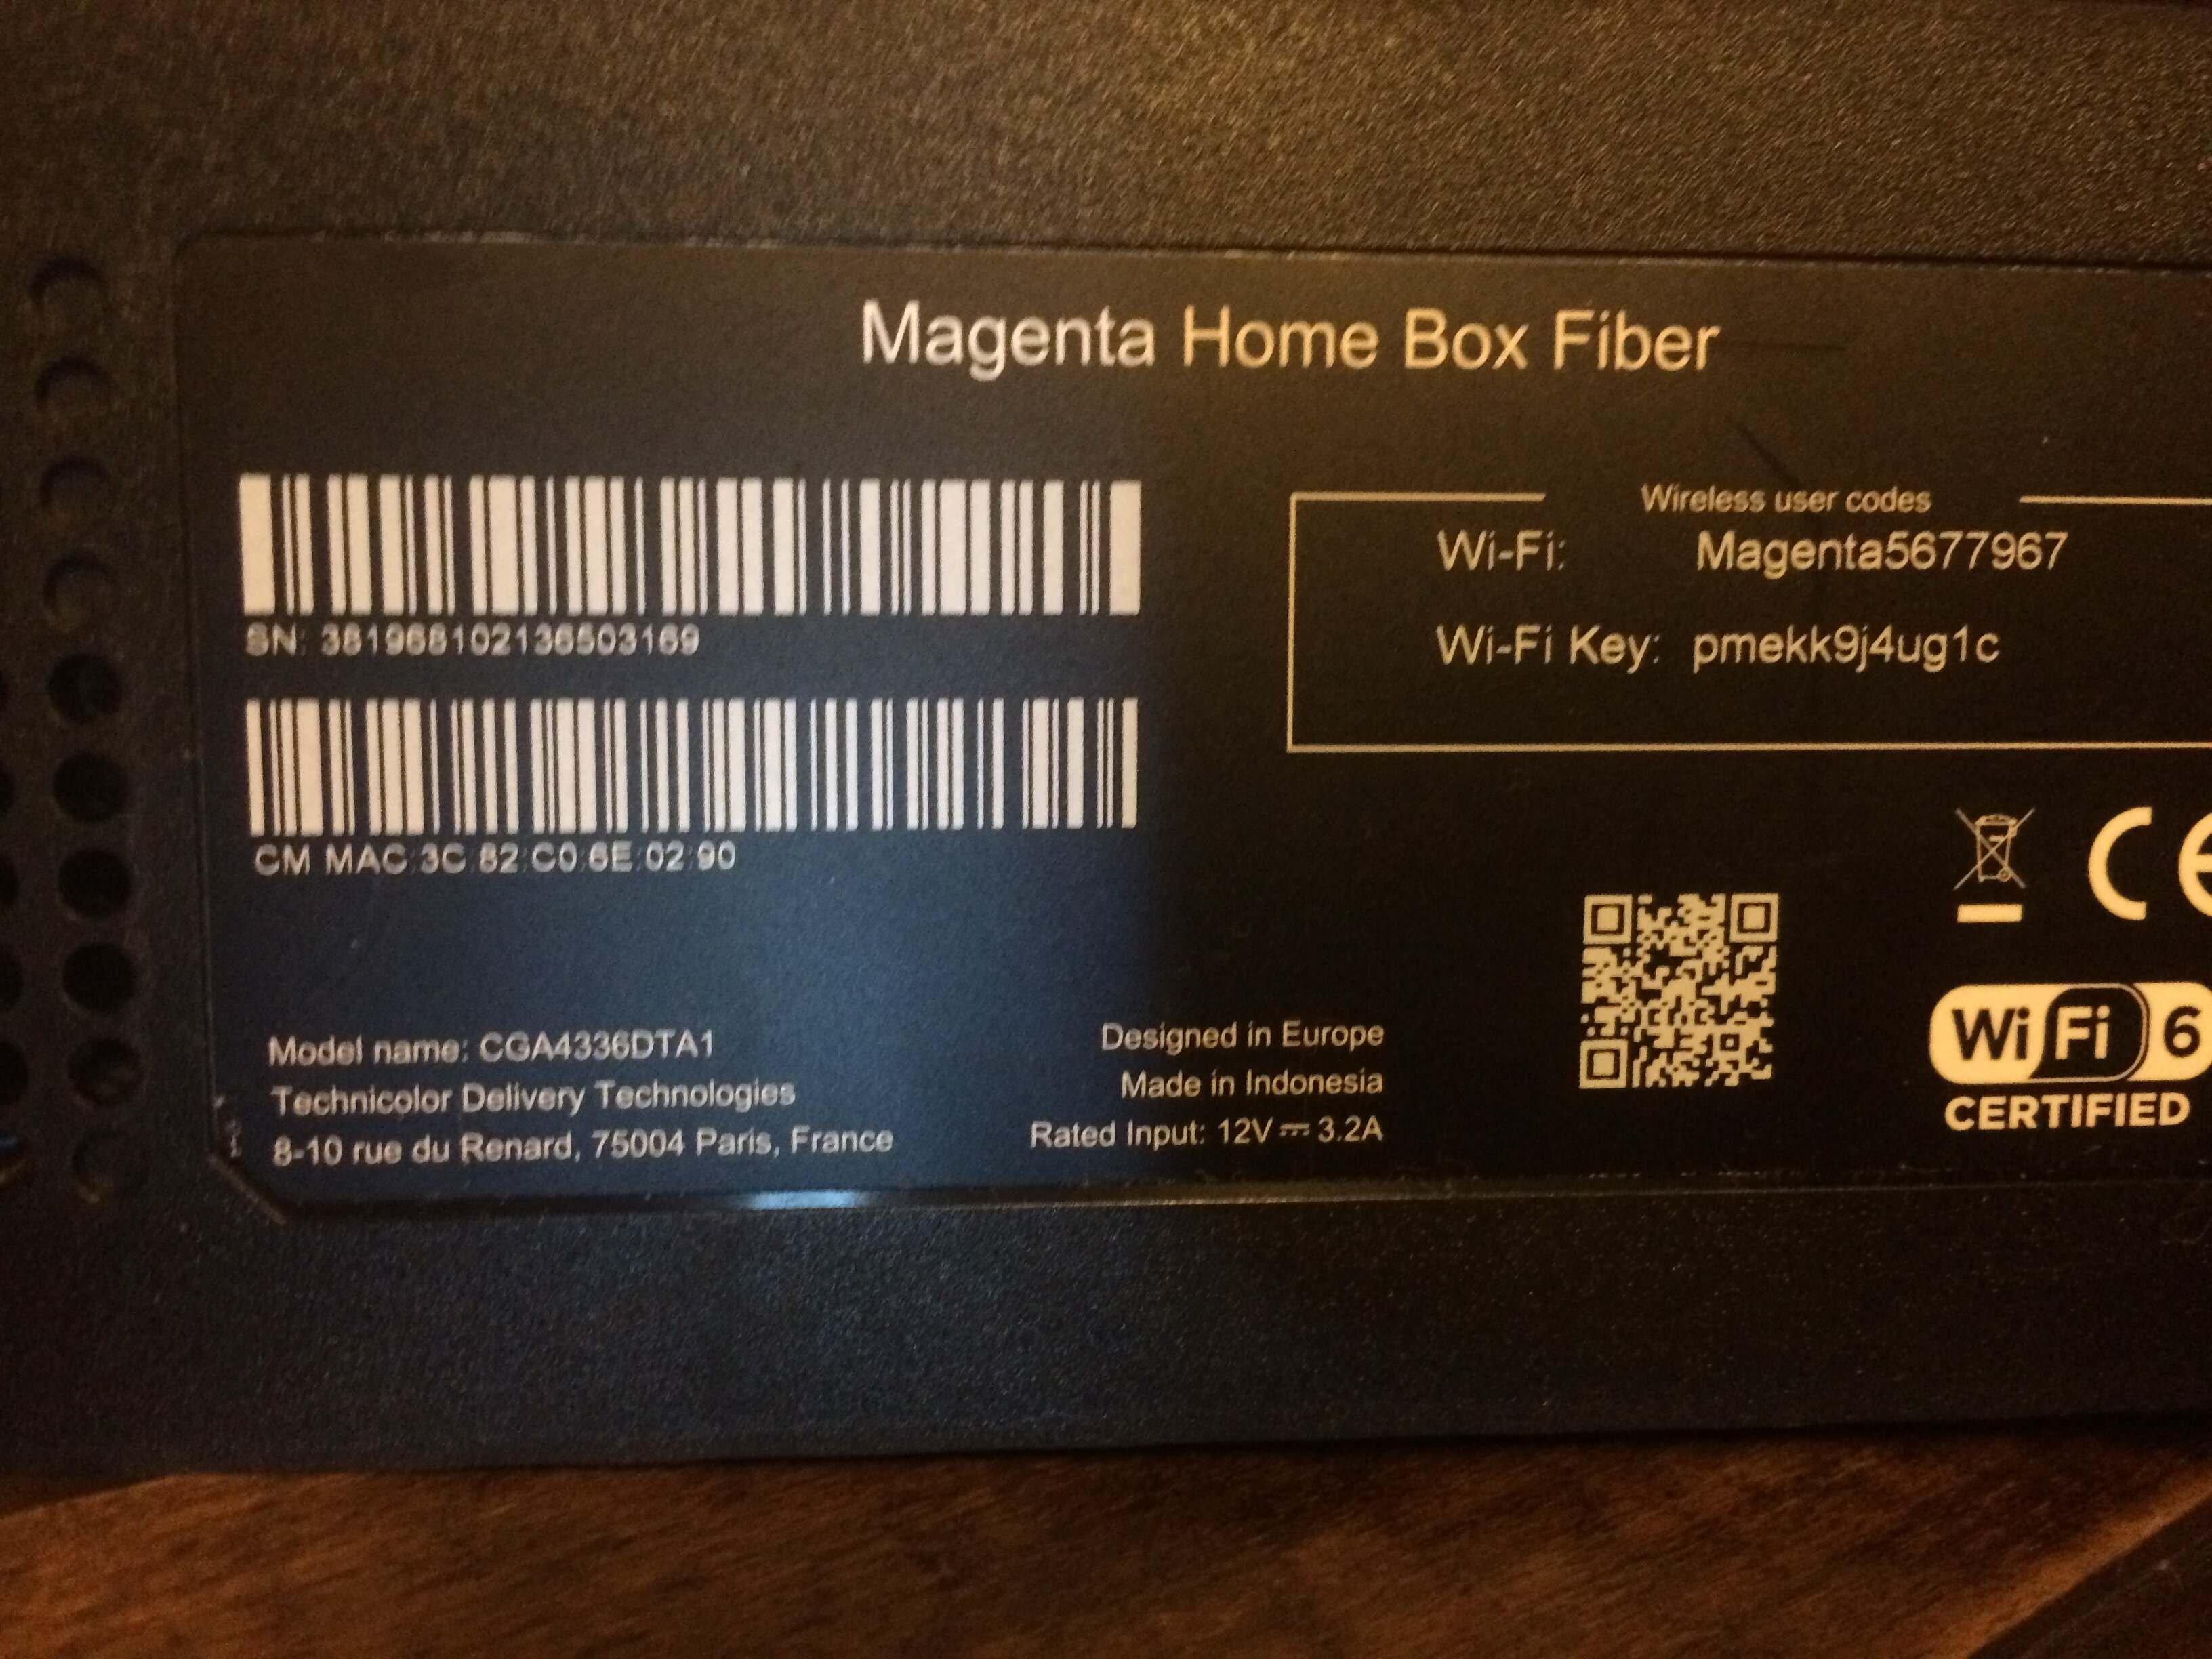 Magenta Home Box Fiber
SN: 381968102136503169
CM MAC:3C:82:C0:6E:02:90
Wireless user codes
Wi-Fi: Magenta5677967
Wi-Fi Key: pmekk9j4ug1c
CE
Model name: CGA4336DTA1
Technicolor Delivery Technologies
8-10 rue du Renard, 75004 Paris, France
Designed in Europe
Made in Indonesia
Rated Input: 12V⎓3.2A
WiFi 6
CERTIFIED